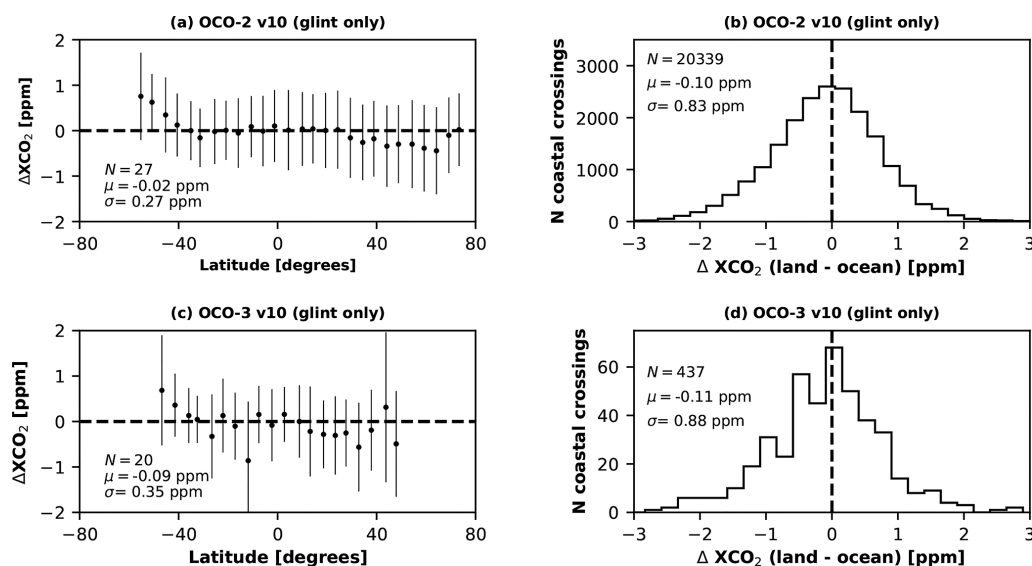 (a) OCO-2 v10 (glint only)
ΔXCO₂ [ppm]
2
1
0
−1
−2
N = 27
μ = -0.02 ppm
σ= 0.27 ppm
−80 −40 0 40 80
Latitude [degrees]
(b) OCO-2 v10 (glint only)
N coastal crossings
3000
2000
1000
0
N = 20339
μ = -0.10 ppm
σ = 0.83 ppm
−3 −2 −1 0 1 2 3
Δ XCO₂ (land - ocean) [ppm]
(c) OCO-3 v10 (glint only)
ΔXCO₂ [ppm]
2
1
0
−1
−2
N = 20
μ = -0.09 ppm
σ= 0.35 ppm
−80 −40 0 40 80
Latitude [degrees]
(d) OCO-3 v10 (glint only)
N coastal crossings
60
40
20
0
N = 437
μ = -0.11 ppm
σ = 0.88 ppm
−3 −2 −1 0 1 2 3
Δ XCO₂ (land - ocean) [ppm]